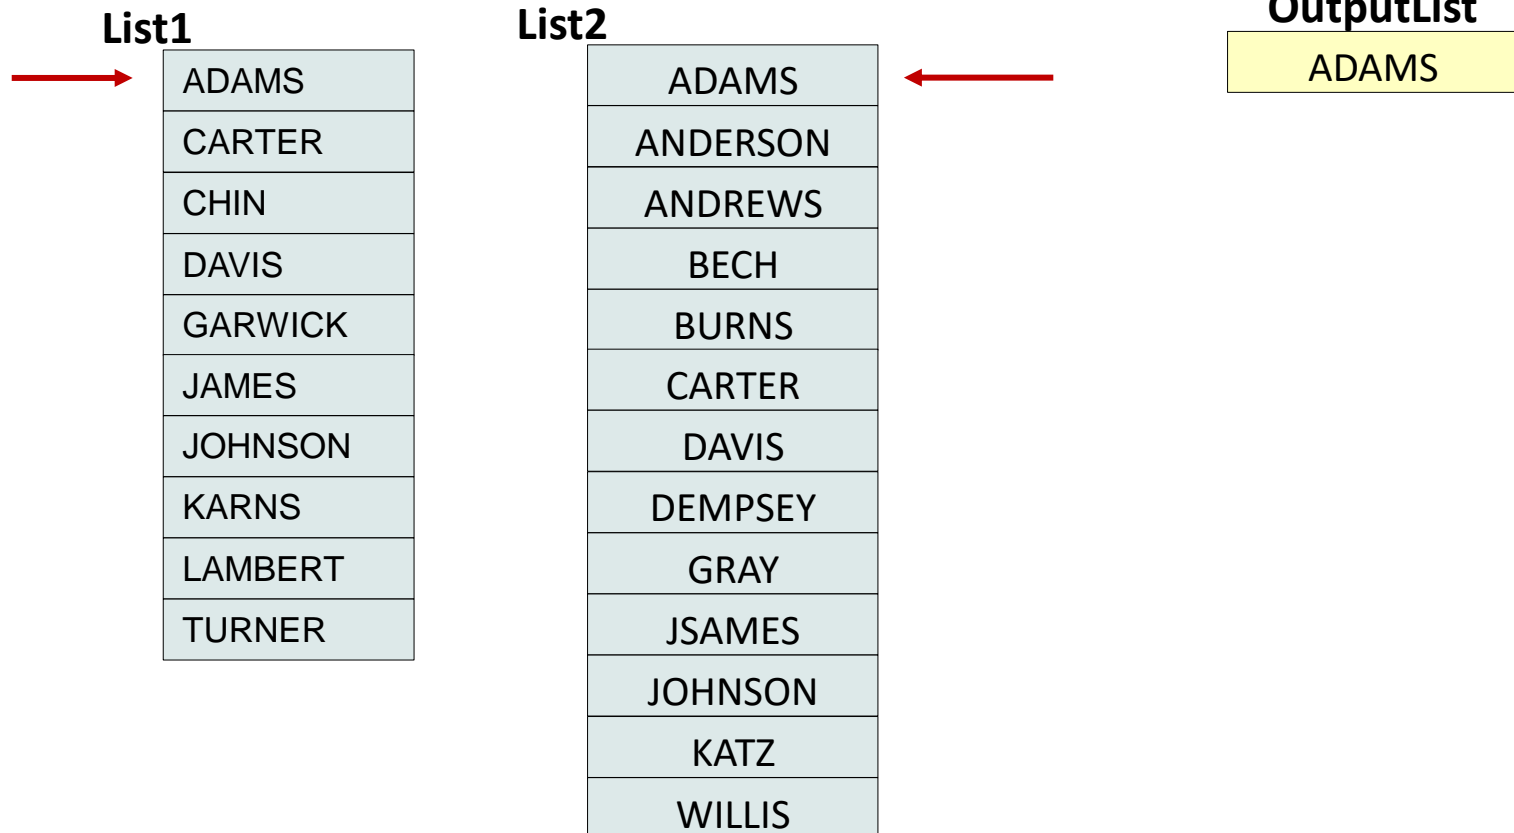 List1
ADAMS
CARTER
CHIN
DAVIS
GARWICK
JAMES
JOHNSON
KARNS
LAMBERT
TURNER
List2
ADAMS
ANDERSON
ANDREWS
BECH
BURNS
CARTER
DAVIS
DEMPSEY
GRAY
JSAMES
JOHNSON
KATZ
WILLIS
OutputList
ADAMS